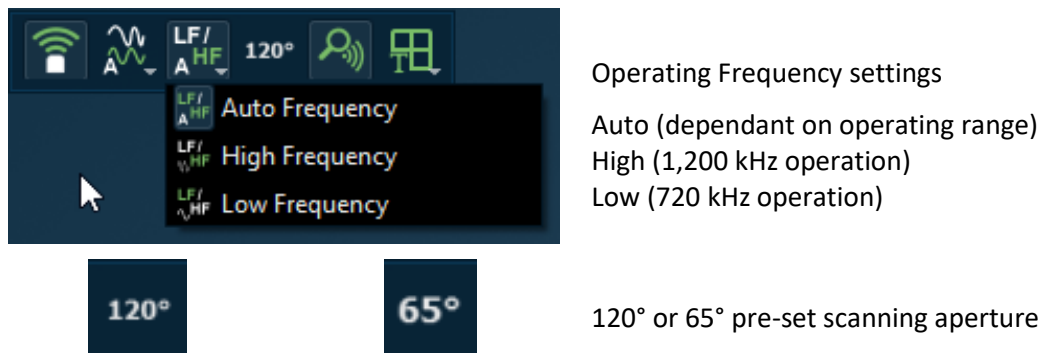 LF/
A HF
120°
A
T
Operating Frequency settings
LF/
A HF
Auto Frequency
Auto (dependant on operating range)
LF/
HF
High Frequency
High (1,200 kHz operation)
LF/
HF
Low Frequency
Low (720 kHz operation)
120°
65°
120° or 65° pre-set scanning aperture